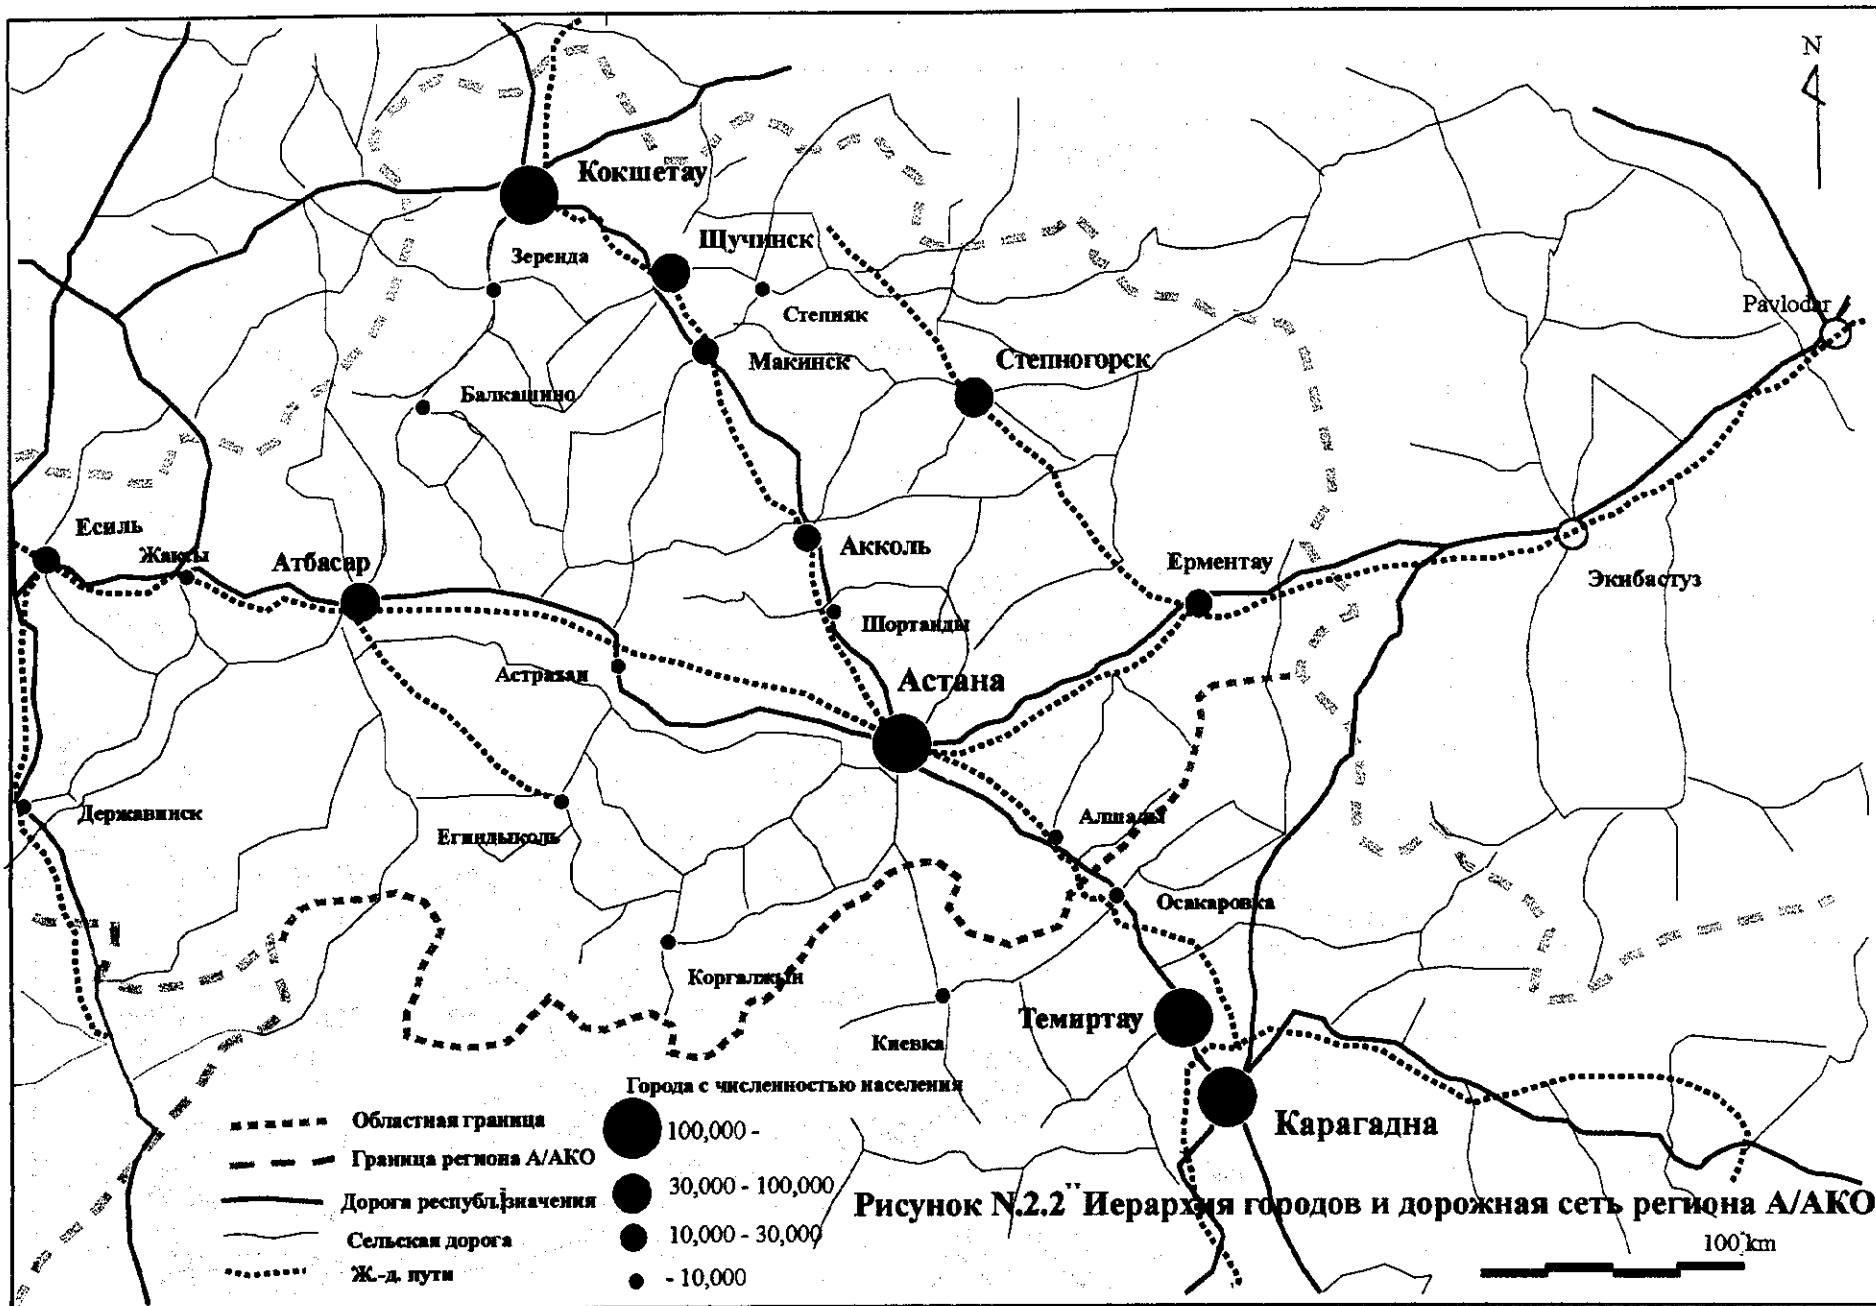 N
Кокшетау
Щучинск
Зеренда
Степняк
Pavlodar
Макинск
Степногорск
Балкашино
Есиль
Жаксы
Атбасар
Акколь
Ерментау
Экибастуз
Шортанды
Астрахан
Астана
Державинск
Егиндыколь
Алшалы
Осакаровка
Коргалжын
Киевка
Темиртау
Карагадна
Города с численностью населения
Областная граница
100,000 -
Граница региона А/АКО
30,000 - 100,000
Дорога республ.значения
Рисунок N.2.2 Иерархия городов и дорожная сеть региона А/АКО
Сельская дорога
10,000 - 30,000
100 km
Ж.-д. пути
- 10,000